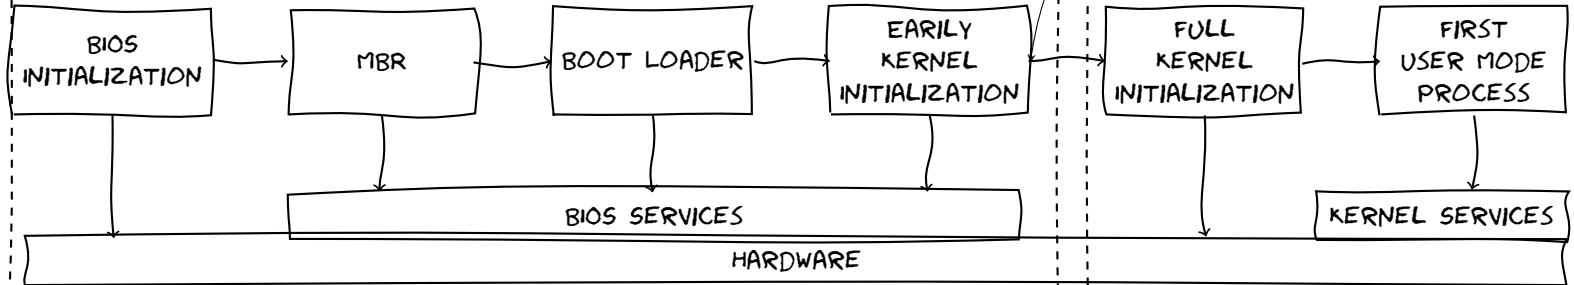 BIOS
INITIALIZATION
MBR
BOOT LOADER
EARILY
KERNEL
INITIALIZATION
FULL
KERNEL
INITIALIZATION
FIRST
USER MODE
PROCESS
BIOS SERVICES
KERNEL SERVICES
HARDWARE